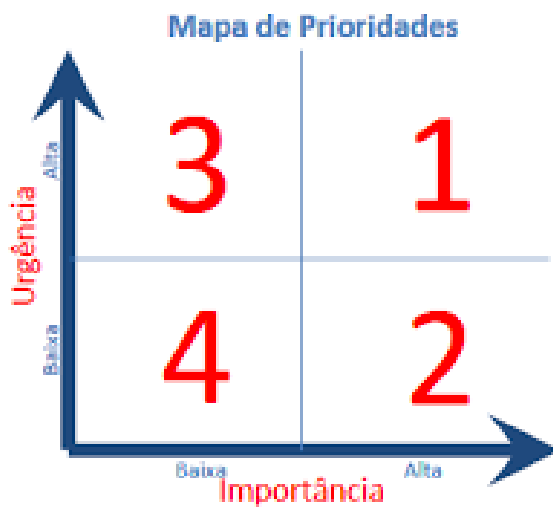 Mapa de Prioridades
Urgência
Alta
Baixa
3 1
4 2
Baixa Alta
Importância